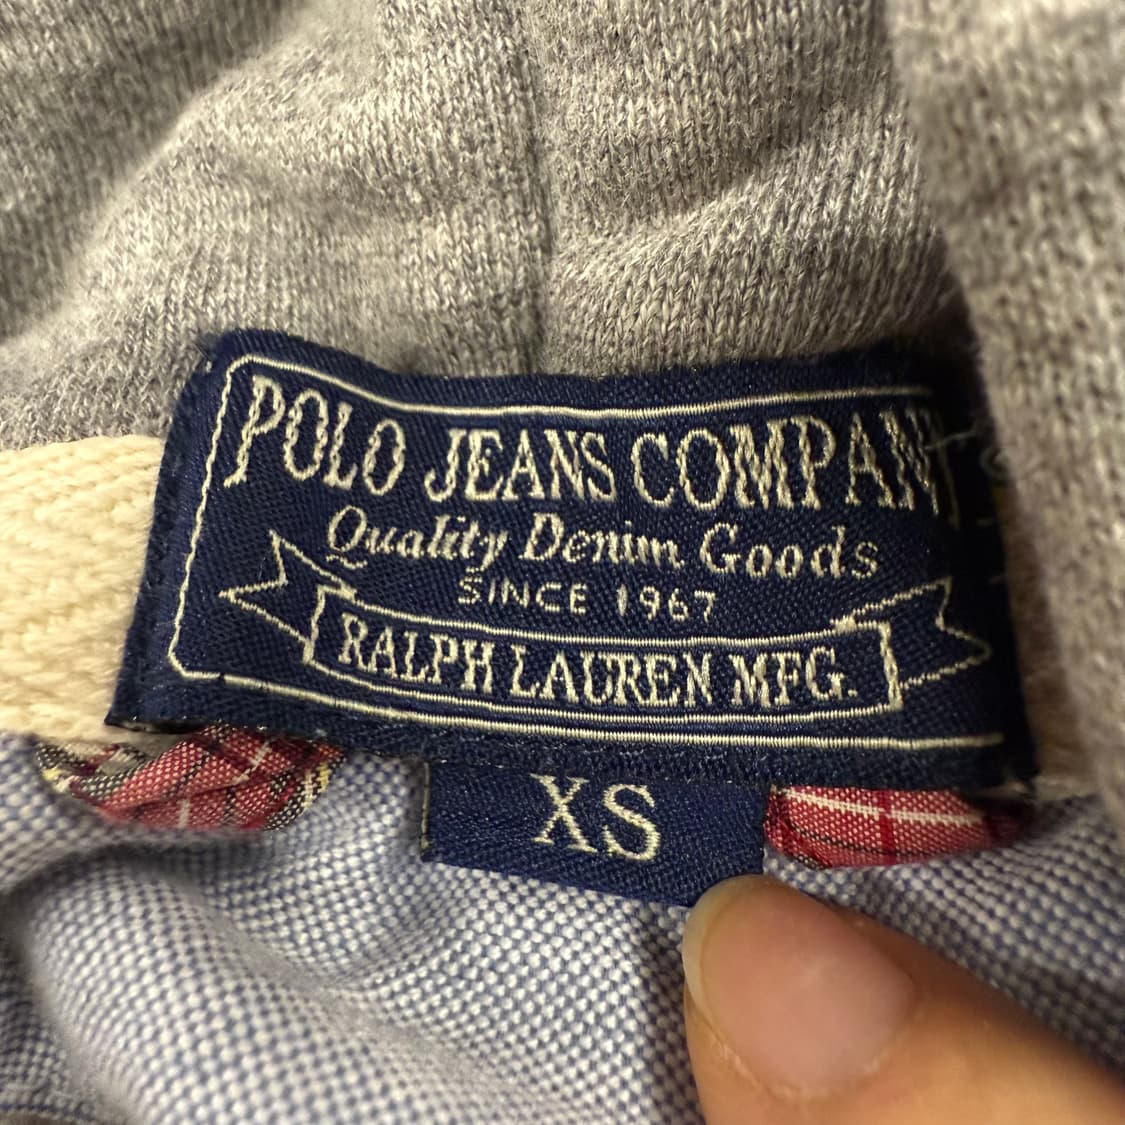 POLO JEANS COMPANY
Quality Denim Goods
SINCE 1967
RALPH LAUREN MFG.
XS